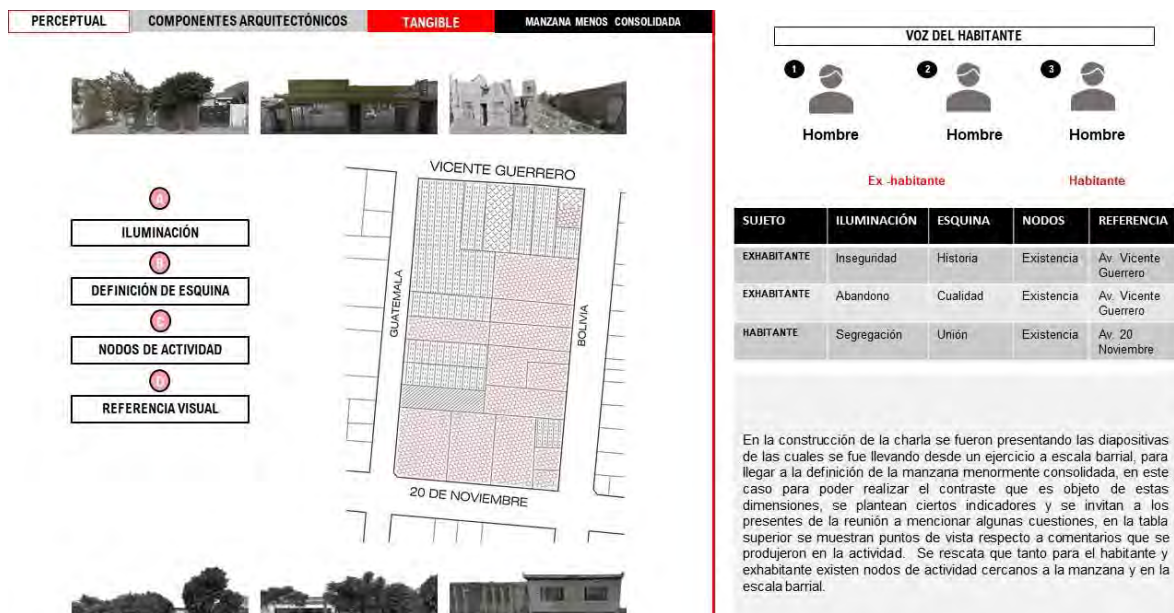 PERCEPTUAL
COMPONENTES ARQUITECTÓNICOS
TANGIBLE
MANZANA MENOS CONSOLIDADA
A
ILUMINACIÓN
B
DEFINICIÓN DE ESQUINA
C
NODOS DE ACTIVIDAD
D
REFERENCIA VISUAL
VICENTE GUERRERO
GUATEMALA
BOLIVIA
20 DE NOVIEMBRE
VOZ DEL HABITANTE
1
2
3
Hombre
Hombre
Hombre
Ex -habitante
Habitante
SUJETO ILUMINACIÓN ESQUINA NODOS REFERENCIA
EXHABITANTE Inseguridad Historia Existencia Av. Vicente
Guerrero
EXHABITANTE Abandono Cualidad Existencia Av. Vicente
Guerrero
HABITANTE Segregación Unión Existencia Av. 20
Noviembre
En la construcción de la charla se fueron presentando las diapositivas
de las cuales se fue llevando desde un ejercicio a escala barrial, para
llegar a la definición de la manzana menormente consolidada, en este
caso para poder realizar el contraste que es objeto de estas
dimensiones, se plantean ciertos indicadores y se invitan a los
presentes de la reunión a mencionar algunas cuestiones, en la tabla
superior se muestran puntos de vista respecto a comentarios que se
produjeron en la actividad. Se rescata que tanto para el habitante y
exhabitante existen nodos de actividad cercanos a la manzana y en la
escala barrial.